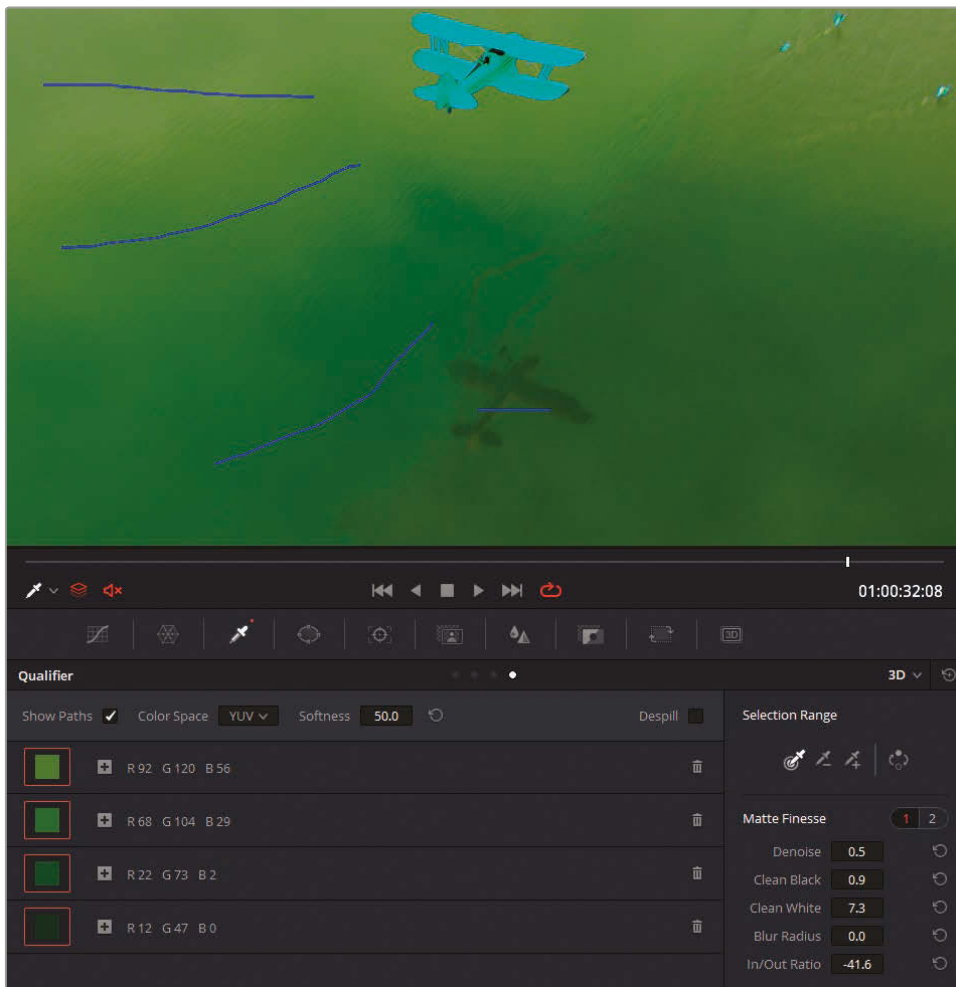 01:00:32:08
3D
Qualifier
3D
Show Paths Color Space YUV Softness 50.0 Despill
Selection Range
R 92 G 120 B 56
R 68 G 104 B 29
Matte Finesse 1 2
Denoise 0.5
R 22 G 73 B 2
Clean Black 0.9
Clean White 7.3
R 12 G 47 B 0
Blur Radius 0.0
In/Out Ratio -41.6